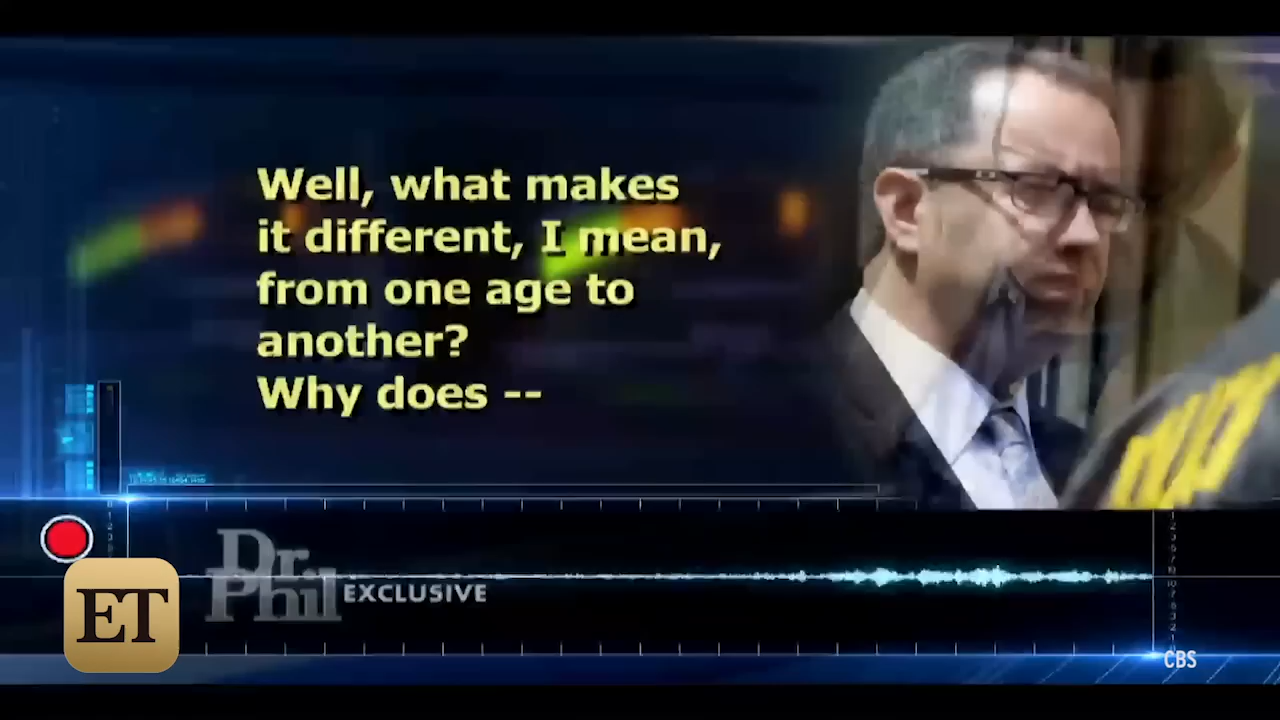 Well, what makes
it different, I mean,
from one age to
another?
Why does --
Dr.
Phil EXCLUSIVE
ET
CBS